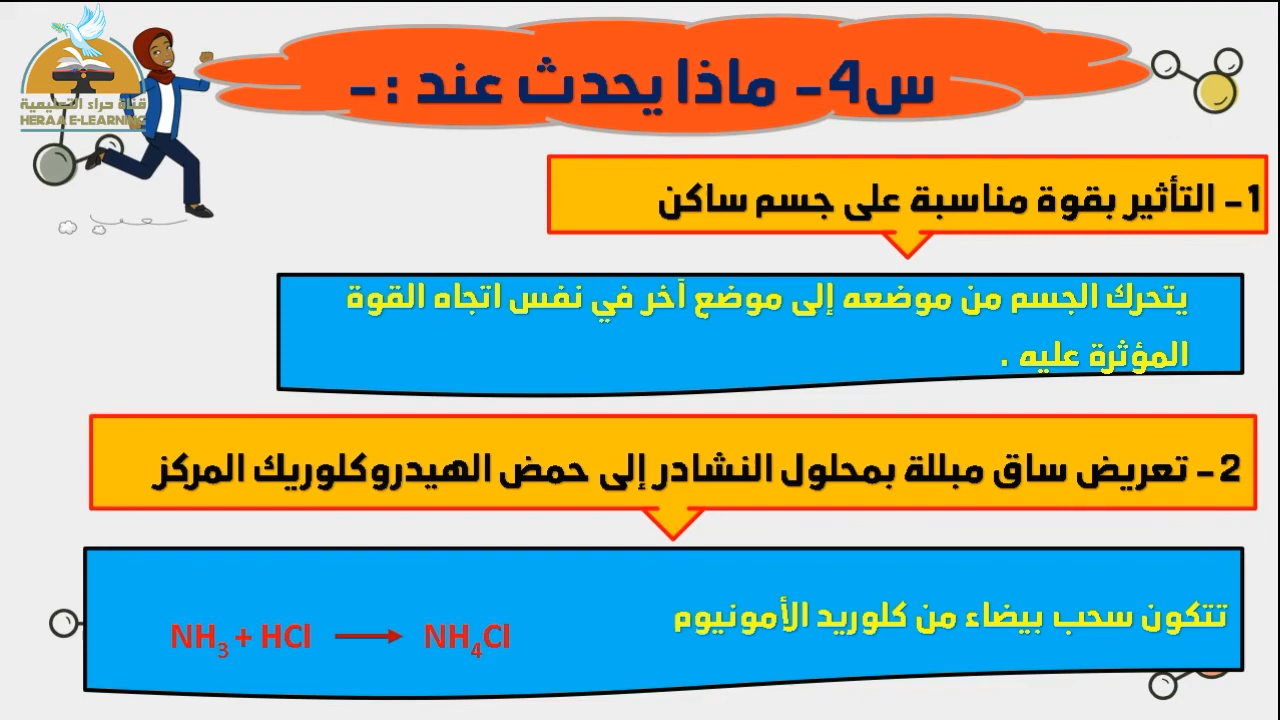 قناة حراء التعليمية
HERAA E-LEARNING
س4- ماذا يحدث عند :-
1- التأثير بقوة مناسبة على جسم ساكن
يتحرك الجسم من موضعه إلى موضع آخر في نفس اتجاه القوة
المؤثرة عليه .
2- تعريض ساق مبللة بمحلول النشادر إلى حمض الهيدروكلوريك المركز
تتكون سحب بيضاء من كلوريد الأمونيوم
NH₃ + HCl → NH₄Cl